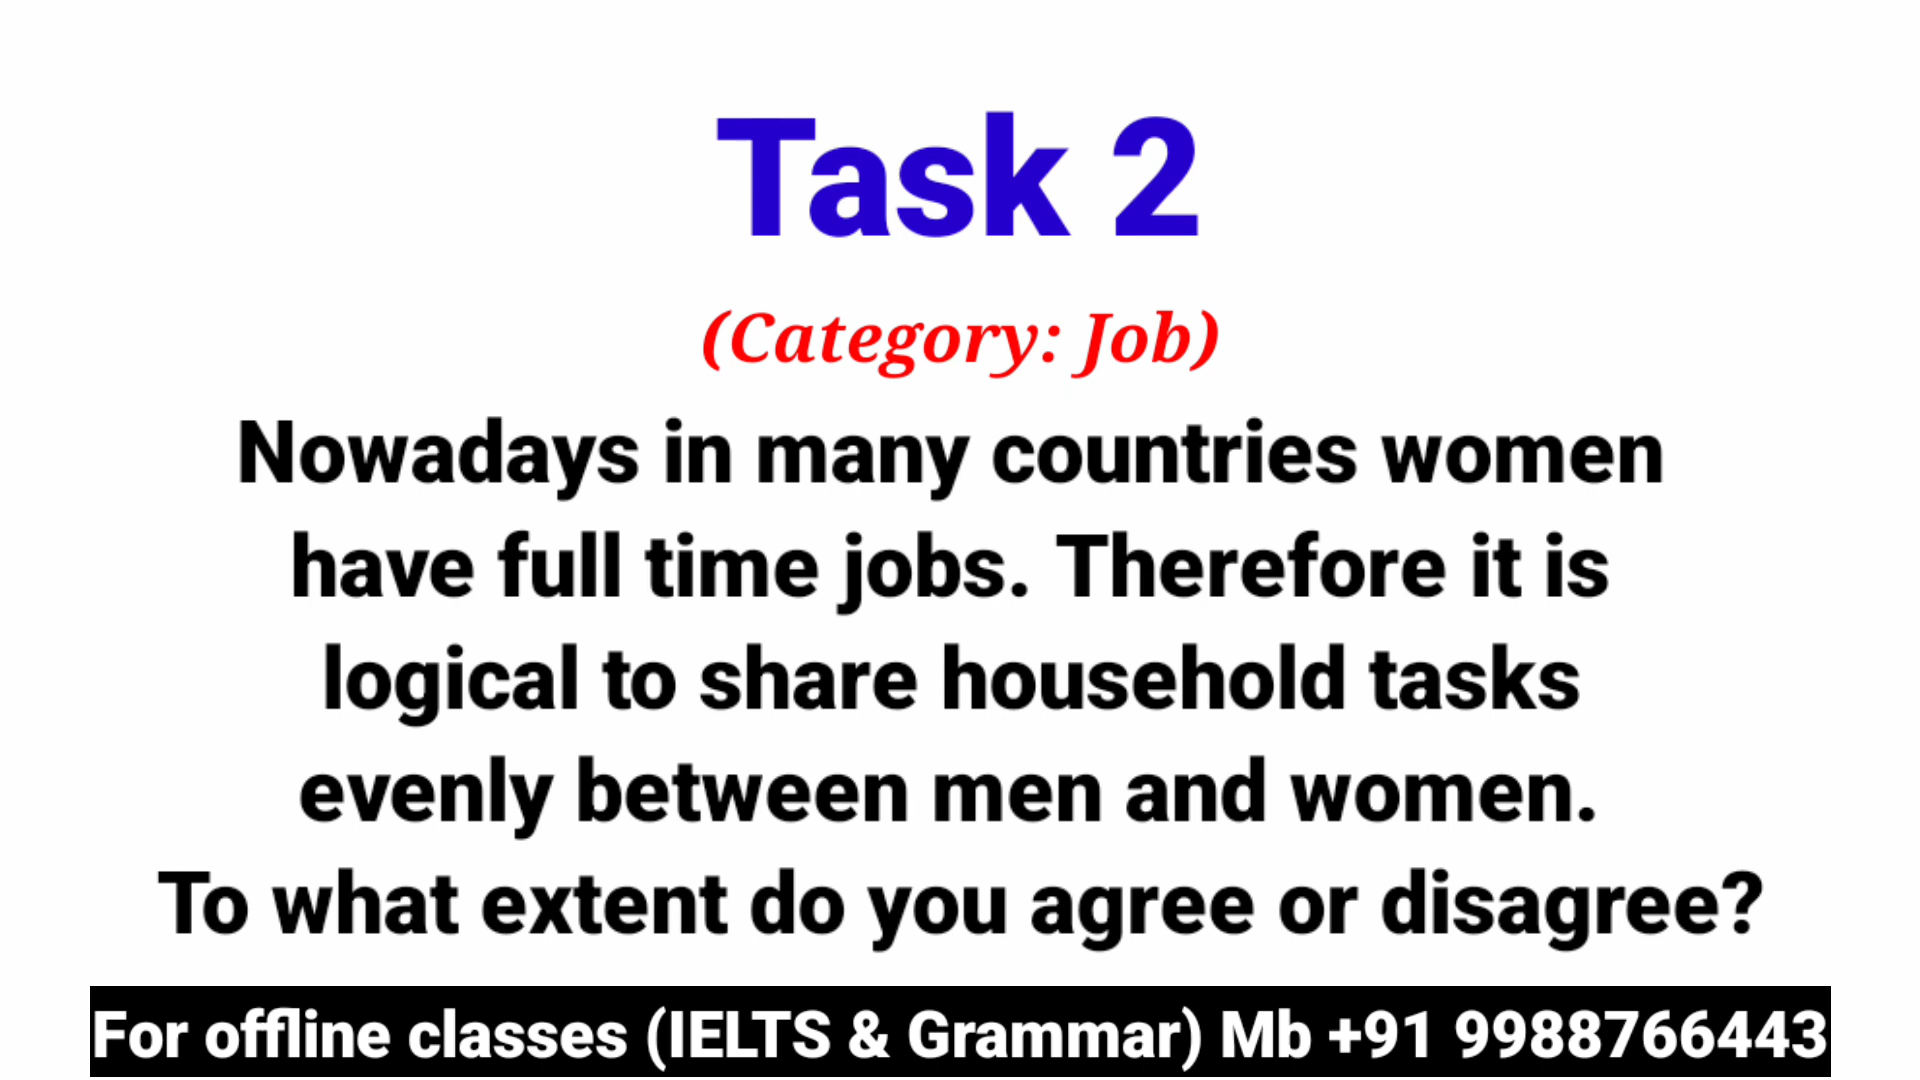 Task 2
(Category: Job)
Nowadays in many countries women
have full time jobs. Therefore it is
logical to share household tasks
evenly between men and women.
To what extent do you agree or disagree?
For offline classes (IELTS & Grammar) Mb +91 9988766443